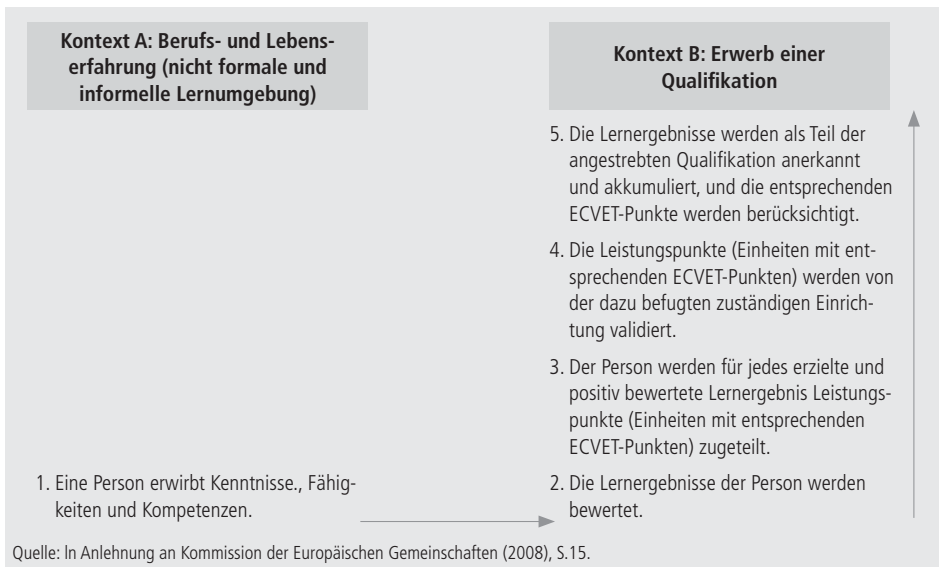 Kontext A: Berufs- und Lebens-
erfahrung (nicht formale und
informelle Lernumgebung)
Kontext B: Erwerb einer
Qualifikation
5. Die Lernergebnisse werden als Teil der
angestrebten Qualifikation anerkannt
und akkumuliert, und die entsprechenden
ECVET-Punkte werden berücksichtigt.
4. Die Leistungspunkte (Einheiten mit ent-
sprechenden ECVET-Punkten) werden von
der dazu befugten zuständigen Einrich-
tung validiert.
3. Der Person werden für jedes erzielte und
positiv bewertete Lernergebnis Leistungs-
punkte (Einheiten mit entsprechenden
ECVET-Punkten) zugeteilt.
1. Eine Person erwirbt Kenntnisse., Fähig-
keiten und Kompetenzen.
2. Die Lernergebnisse der Person werden
bewertet.
Quelle: In Anlehnung an Kommission der Europäischen Gemeinschaften (2008), S.15.